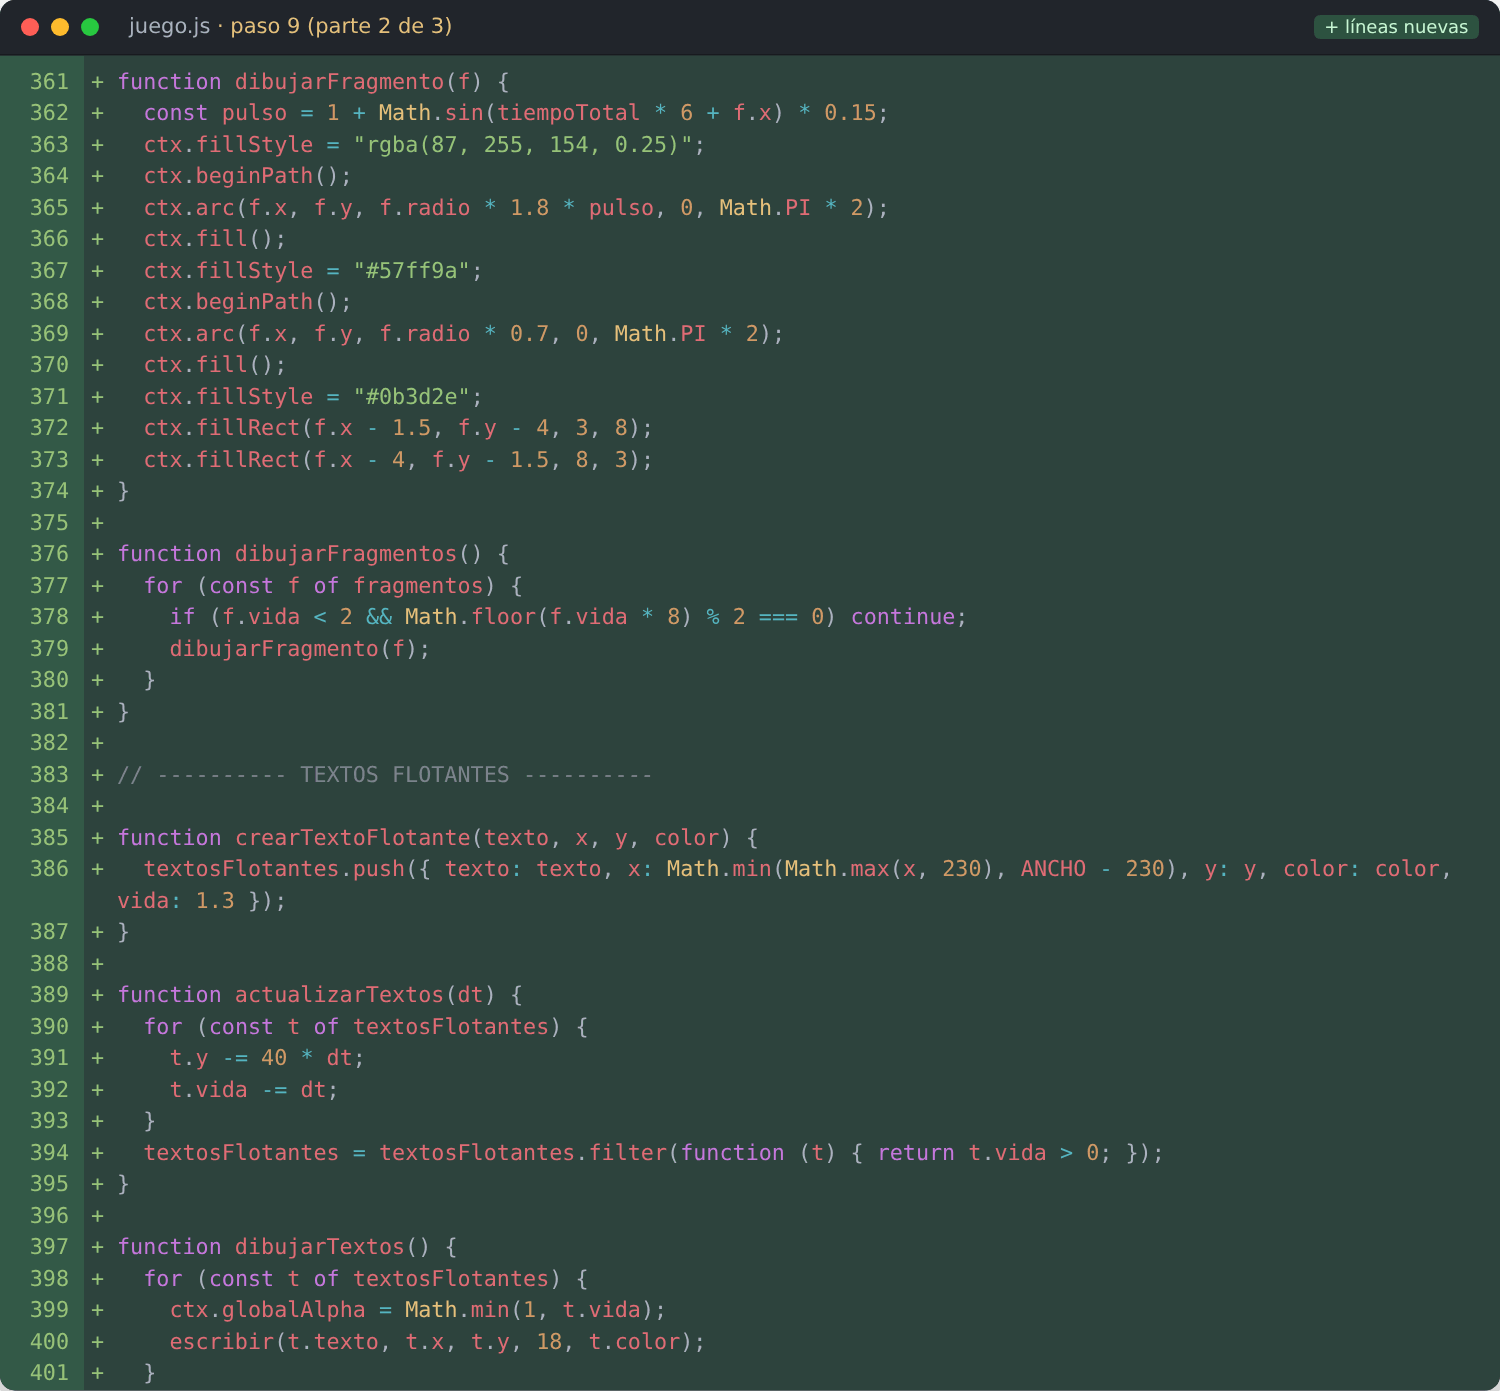 juego.js · paso 9 (parte 2 de 3)
+ líneas nuevas
361 + function dibujarFragmento(f) {
362 +   const pulso = 1 + Math.sin(tiempoTotal * 6 + f.x) * 0.15;
363 +   ctx.fillStyle = "rgba(87, 255, 154, 0.25)";
364 +   ctx.beginPath();
365 +   ctx.arc(f.x, f.y, f.radio * 1.8 * pulso, 0, Math.PI * 2);
366 +   ctx.fill();
367 +   ctx.fillStyle = "#57ff9a";
368 +   ctx.beginPath();
369 +   ctx.arc(f.x, f.y, f.radio * 0.7, 0, Math.PI * 2);
370 +   ctx.fill();
371 +   ctx.fillStyle = "#0b3d2e";
372 +   ctx.fillRect(f.x - 1.5, f.y - 4, 3, 8);
373 +   ctx.fillRect(f.x - 4, f.y - 1.5, 8, 3);
374 + }
375 +
376 + function dibujarFragmentos() {
377 +   for (const f of fragmentos) {
378 +     if (f.vida < 2 && Math.floor(f.vida * 8) % 2 === 0) continue;
379 +     dibujarFragmento(f);
380 +   }
381 + }
382 +
383 + // ---------- TEXTOS FLOTANTES ----------
384 +
385 + function crearTextoFlotante(texto, x, y, color) {
386 +   textosFlotantes.push({ texto: texto, x: Math.min(Math.max(x, 230), ANCHO - 230), y: y, color: color,
vida: 1.3 });
387 + }
388 +
389 + function actualizarTextos(dt) {
390 +   for (const t of textosFlotantes) {
391 +     t.y -= 40 * dt;
392 +     t.vida -= dt;
393 +   }
394 +   textosFlotantes = textosFlotantes.filter(function (t) { return t.vida > 0; });
395 + }
396 +
397 + function dibujarTextos() {
398 +   for (const t of textosFlotantes) {
399 +     ctx.globalAlpha = Math.min(1, t.vida);
400 +     escribir(t.texto, t.x, t.y, 18, t.color);
401 +   }